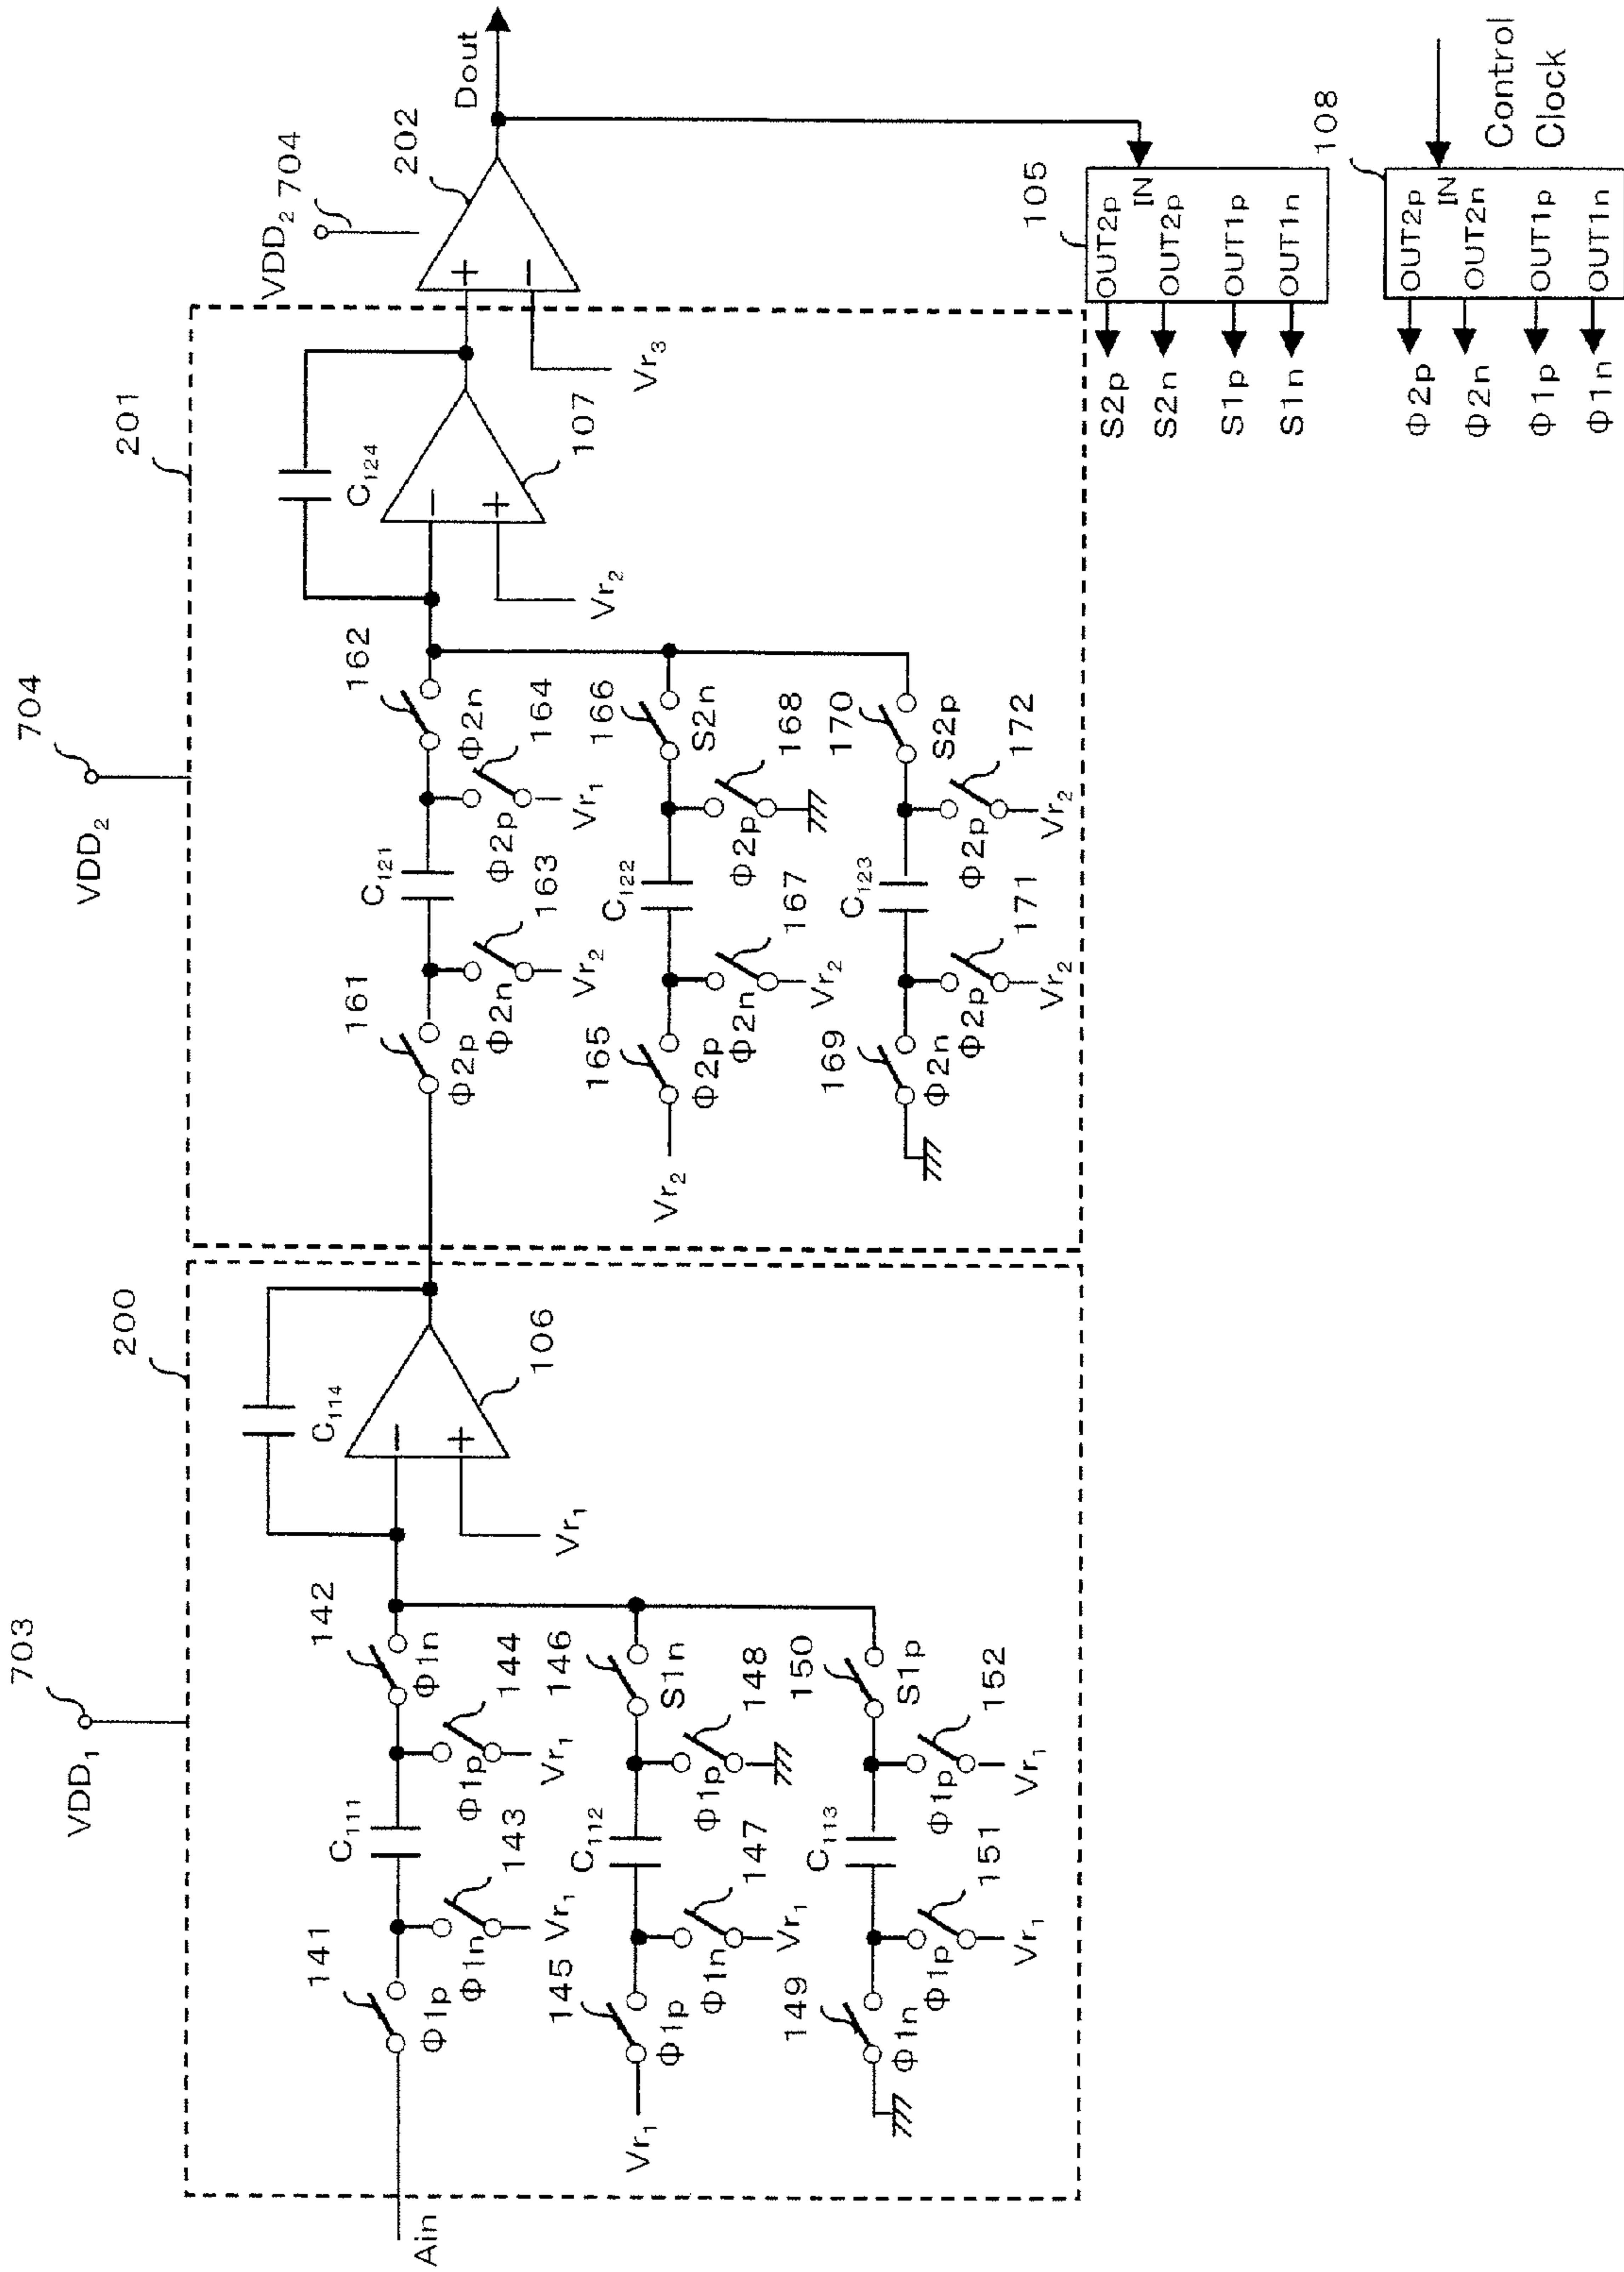 703
VDD₁
200
704
VDD₂
201
VDD₂ 704
202
Dout
Ain
141
Φ1p
143
Φ1n
Vr₁
C₁₁₁
144
Φ1p
Vr₁
142
Φ1n
C₁₁₄
106
Vr₁
Vr₁
145
Φ1p
147
Φ1n
Vr₁
C₁₁₂
148
Φ1p
146
S1n
149
Φ1n
151
Φ1p
Vr₁
C₁₁₃
152
Φ1p
Vr₁
150
S1p
161
Φ2p
163
Φ2n
Vr₂
C₁₂₁
164
Φ2p
Vr₁
162
Φ2n
C₁₂₄
107
Vr₂
Vr₃
Vr₂
165
Φ2p
167
Φ2n
Vr₂
C₁₂₂
168
Φ2p
166
S2n
169
Φ2n
171
Φ2p
Vr₂
C₁₂₃
172
Φ2p
Vr₂
170
S2p
105
S2p OUT2p
IN
S2n OUT2p
S1p OUT1p
S1n OUT1n
108
Φ2p OUT2p
IN
Φ2n OUT2n
Φ1p OUT1p
Φ1n OUT1n
Control
Clock